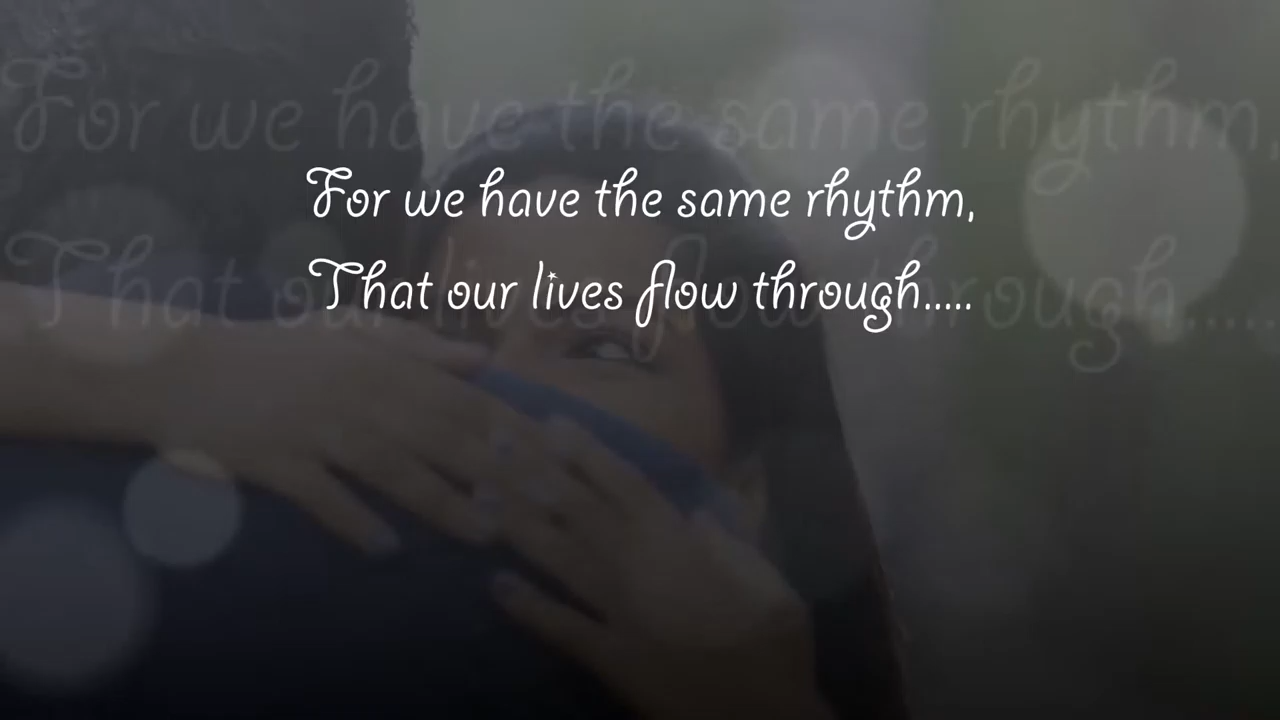 For we have the same rhythm,
That our lives flow through.....